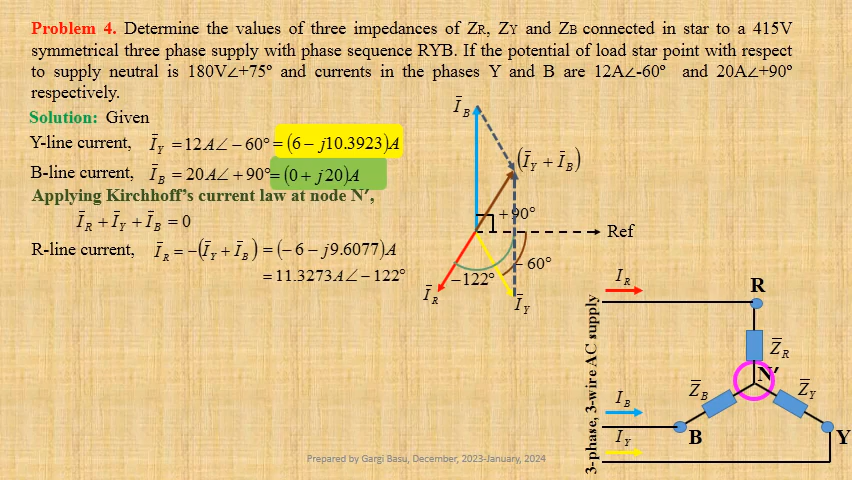 Problem 4. Determine the values of three impedances of ZR, ZY and ZB connected in star to a 415V
symmetrical three phase supply with phase sequence RYB. If the potential of load star point with respect
to supply neutral is 180V∠+75° and currents in the phases Y and B are 12A∠-60° and 20A∠+90°
respectively.
Solution: Given
Y-line current, Ī_Y = 12A∠−60° = (6 − j10.3923)A
B-line current, Ī_B = 20A∠+90° = (0 + j20)A
Applying Kirchhoff's current law at node N′,
Ī_R + Ī_Y + Ī_B = 0
R-line current, Ī_R = −(Ī_Y + Ī_B) = (−6 − j9.6077)A
= 11.3273A∠−122°
Ī_B
(Ī_Y + Ī_B)
+90°
Ref
−60°
−122°
Ī_R
Ī_Y
3-phase, 3-wire AC supply
I_R
R
Z̄_R
N′
Z̄_B
Z̄_Y
I_B
B
I_Y
Y
Prepared by Gargi Basu, December, 2023-January, 2024